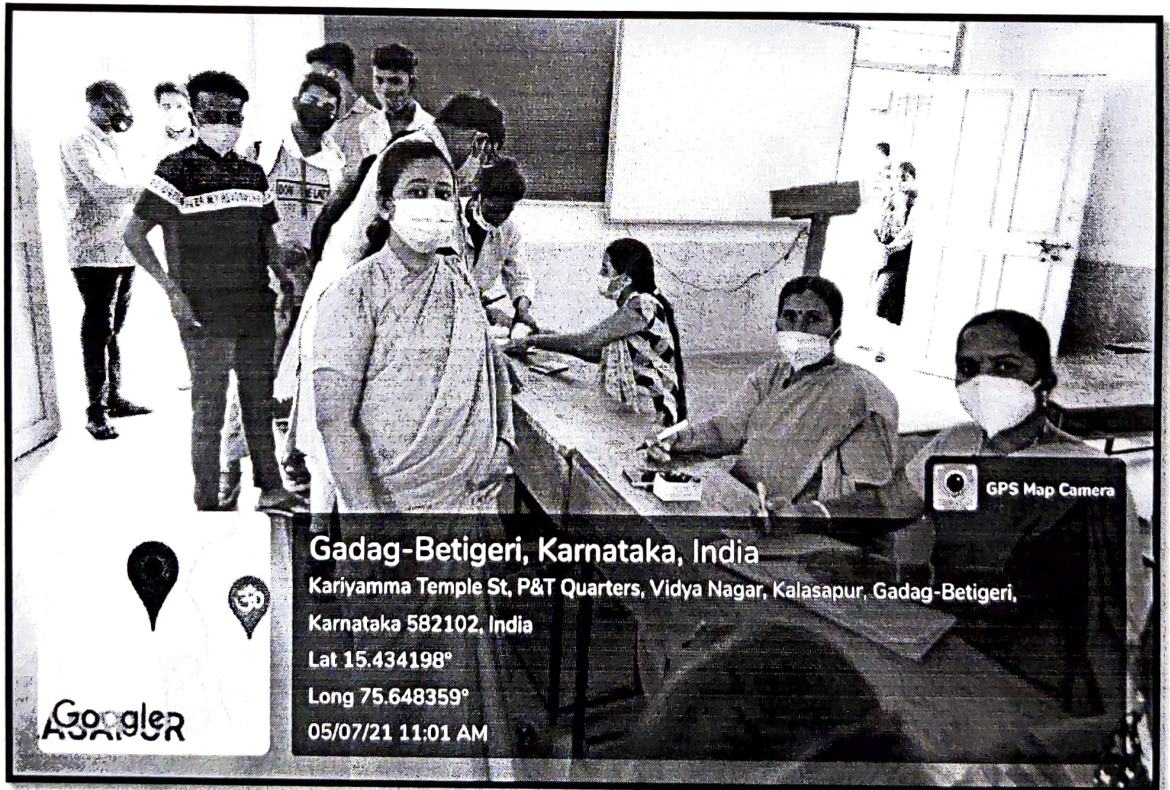 GPS Map Camera
Gadag-Betigeri, Karnataka, India
Kariyamma Temple St, P&T Quarters, Vidya Nagar, Kalasapur, Gadag-Betigeri,
Karnataka 582102, India
Lat 15.434198°
Long 75.648359°
05/07/21 11:01 AM
Google